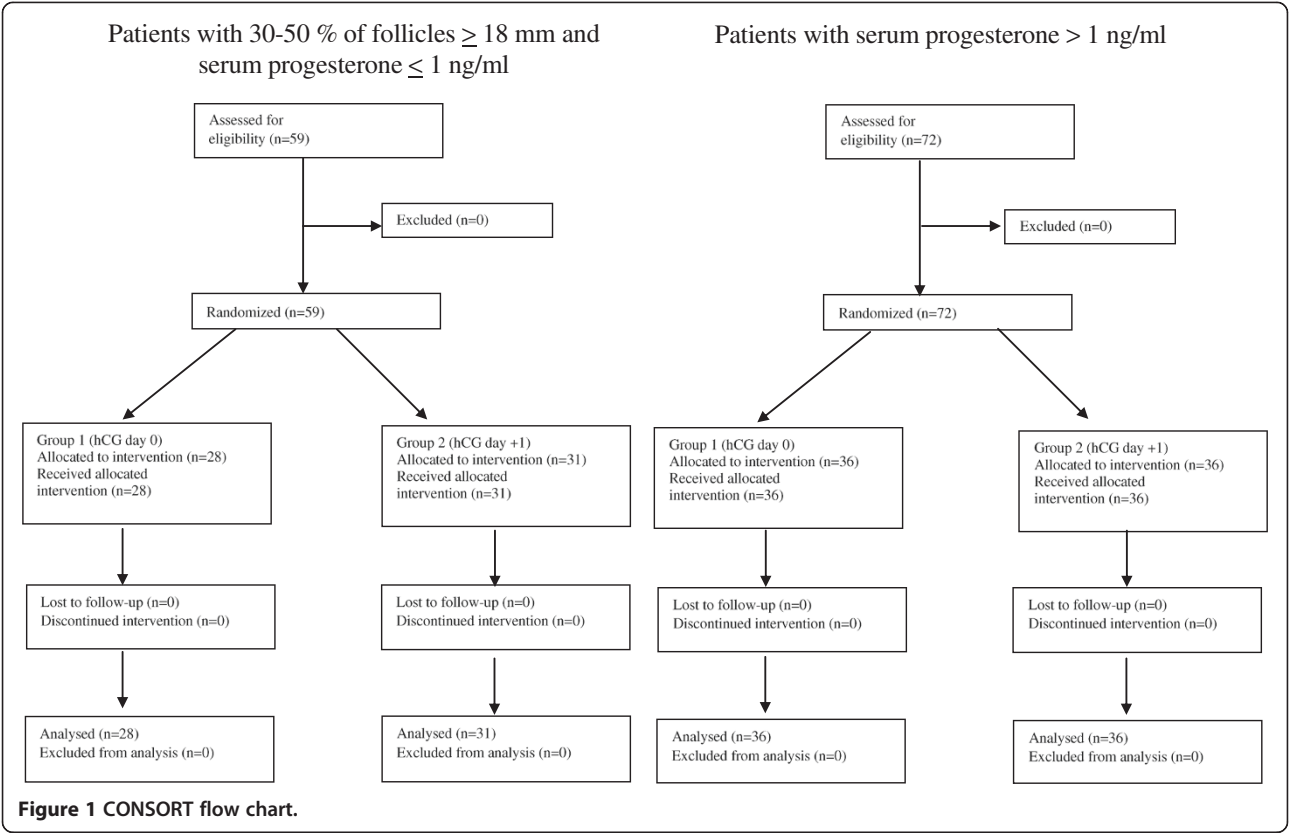 Patients with 30-50 % of follicles ≥ 18 mm and
serum progesterone ≤ 1 ng/ml
Assessed for
eligibility (n=59)
Excluded (n=0)
Randomized (n=59)
Group 1 (hCG day 0)
Allocated to intervention (n=28)
Received allocated
intervention (n=28)
Group 2 (hCG day +1)
Allocated to intervention (n=31)
Received allocated
intervention (n=31)
Lost to follow-up (n=0)
Discontinued intervention (n=0)
Lost to follow-up (n=0)
Discontinued intervention (n=0)
Analysed (n=28)
Excluded from analysis (n=0)
Analysed (n=31)
Excluded from analysis (n=0)
Patients with serum progesterone > 1 ng/ml
Assessed for
eligibility (n=72)
Excluded (n=0)
Randomized (n=72)
Group 1 (hCG day 0)
Allocated to intervention (n=36)
Received allocated
intervention (n=36)
Group 2 (hCG day +1)
Allocated to intervention (n=36)
Received allocated
intervention (n=36)
Lost to follow-up (n=0)
Discontinued intervention (n=0)
Lost to follow-up (n=0)
Discontinued intervention (n=0)
Analysed (n=36)
Excluded from analysis (n=0)
Analysed (n=36)
Excluded from analysis (n=0)
Figure 1 CONSORT flow chart.